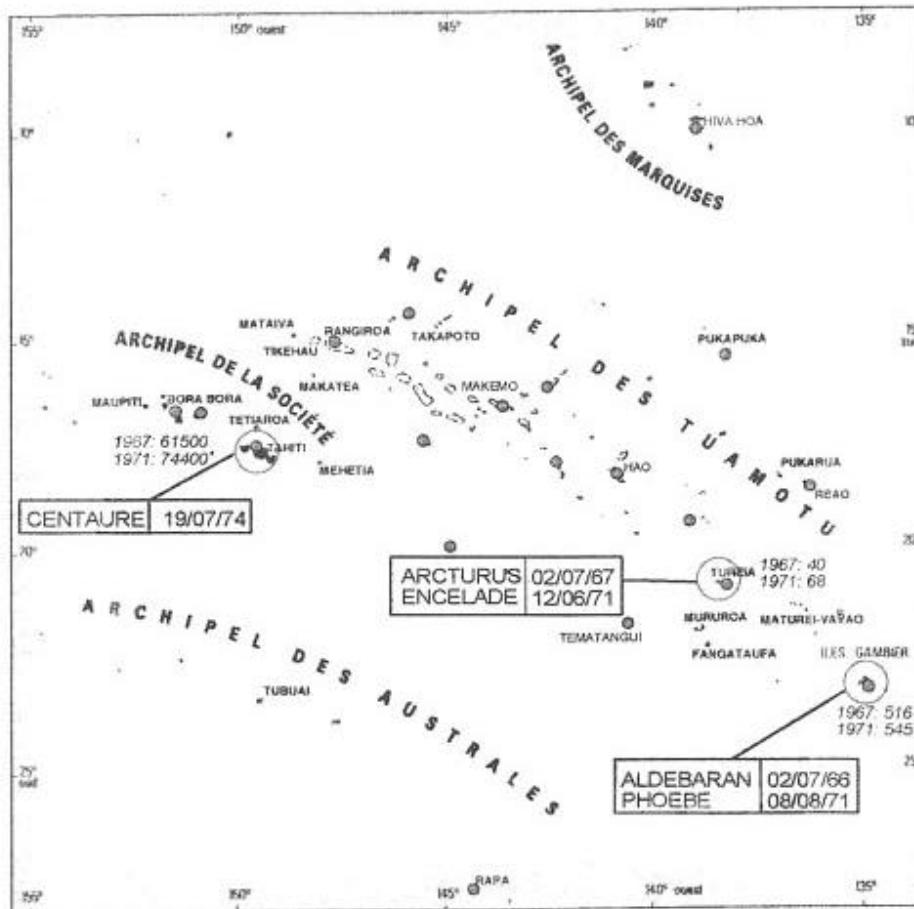 155° 150° ouest 145° 140° 135°
10°
HIVA HOA
ARCHIPEL DES MARQUISES
ARCHIPEL DES TUAMOTU
15°
MATAIVA
RANGIROA
TIKEHAU
TAKAPOTO
PUKAPUKA
ARCHIPEL DE LA SOCIÉTÉ
MAKATEA
MAKEMO
MAUPITI
BORA BORA
TETIAROA
1967: 61500
1971: 74400
TAHITI
MEHETIA
HAO
PUKARUA
REAO
CENTAURE 19/07/74
20°
ARCTURUS 02/07/67
ENCELADE 12/06/71
TUREIA
1967: 40
1971: 68
MURUROA
MATUREI-VAVAO
TEMATANGUI
FANGATAUFA
ILES GAMBIER
1967: 516
1971: 545
ARCHIPEL DES AUSTRALES
TUBUAI
25°
sud
ALDEBARAN 02/07/66
PHOEBE 08/08/71
RAPA
155° 150° 145° 140° ouest 135°